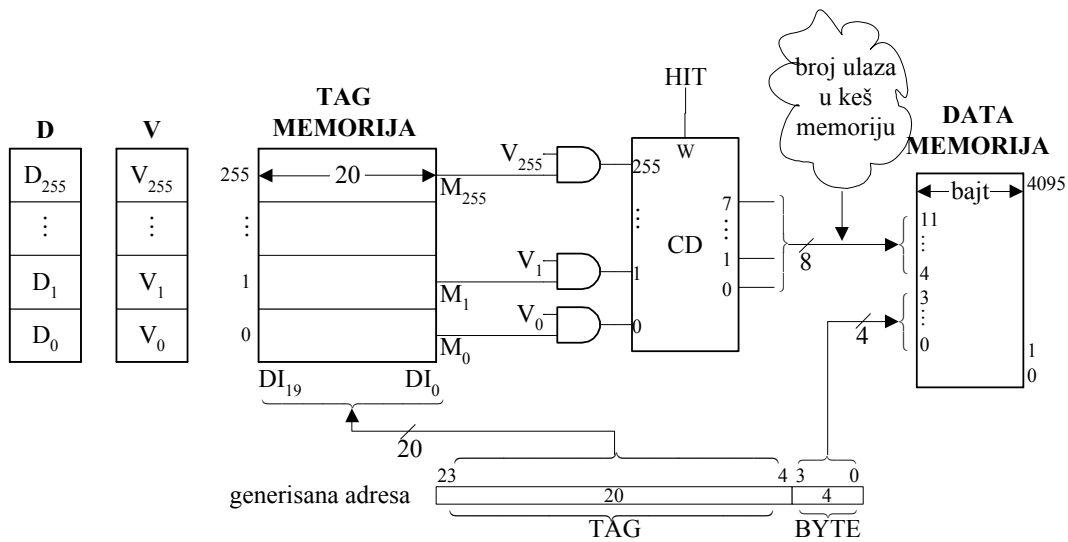 broj ulaza
u keš
memoriju
HIT
TAG
MEMORIJA
DATA
MEMORIJA
D
V
D255
⋮
D1
D0
V255
⋮
V1
V0
255
⋮
1
0
20
M255
M1
M0
DI19
DI0
V255
V1
V0
W
255
⋮
1
0
CD
7
⋮
1
0
8
4
bajt
4095
11
⋮
4
3
⋮
0
1
0
20
23
4
3
0
generisana adresa
20
4
TAG
BYTE